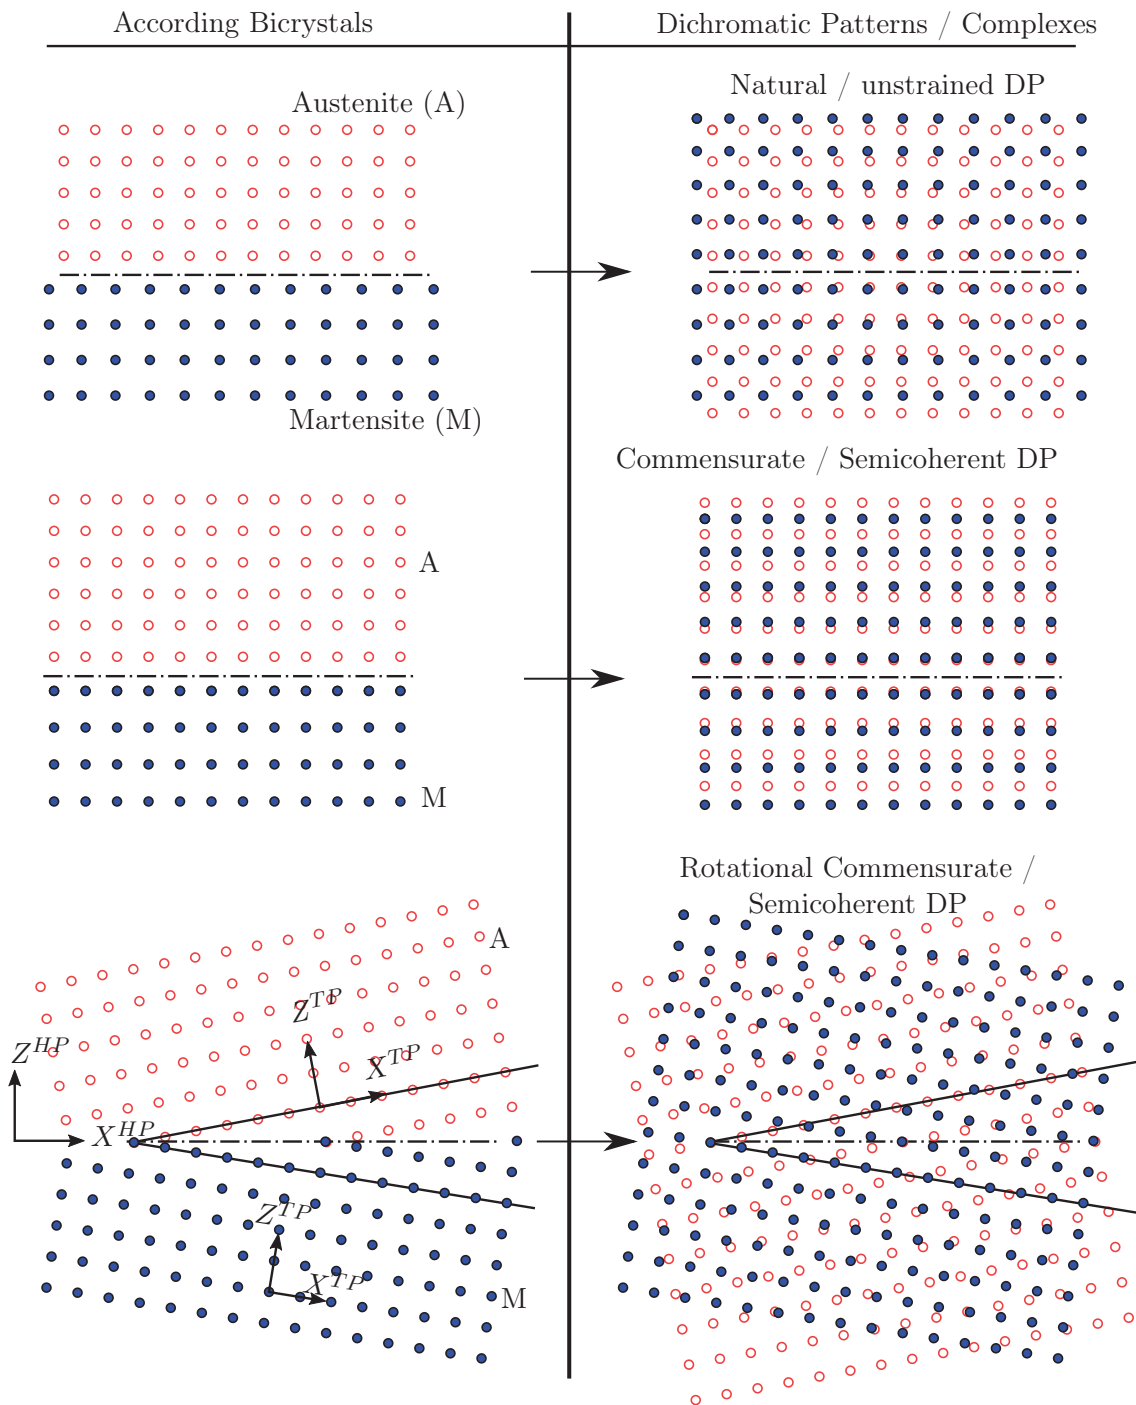 According Bicrystals
Dichromatic Patterns / Complexes
Austenite (A)
Natural / unstrained DP
Martensite (M)
Commensurate / Semicoherent DP
A
M
Rotational Commensurate /
Semicoherent DP
A
Z^{TP}
X^{TP}
Z^{HP}
X^{HP}
Z^{TP}
X^{TP}
M